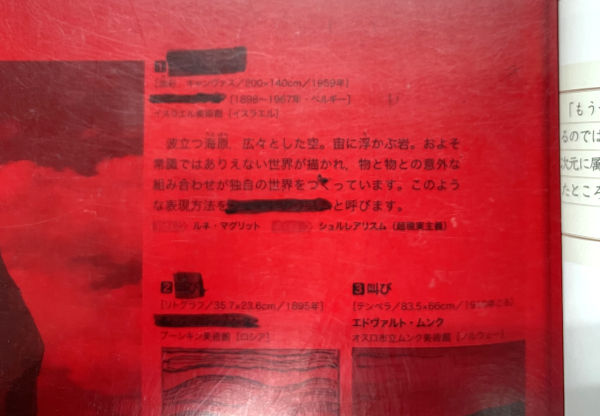 1
[油彩 キャンヴァス/200×140cm/1959年]
[1898〜1967年・ベルギー]
イスラエル美術館[イスラエル]
波立つ海原、広々とした空。宙に浮かぶ岩。およそ
常識ではありえない世界が描かれ、物と物との意外な
組み合わせが独自の世界をつくっています。このよう
な表現方法を
と呼びます。
ルネ・マグリット
シュルレアリスム(超現実主義)
2
[リトグラフ/35.7×23.6cm/1895年]
プーシキン美術館[ロシア]
3 叫び
[テンペラ/83.5×66cm/
エドヴァルト・ムンク
オスロ市立ムンク美術館[ノルウェー]
「もう
るのでは
次元に
たところ